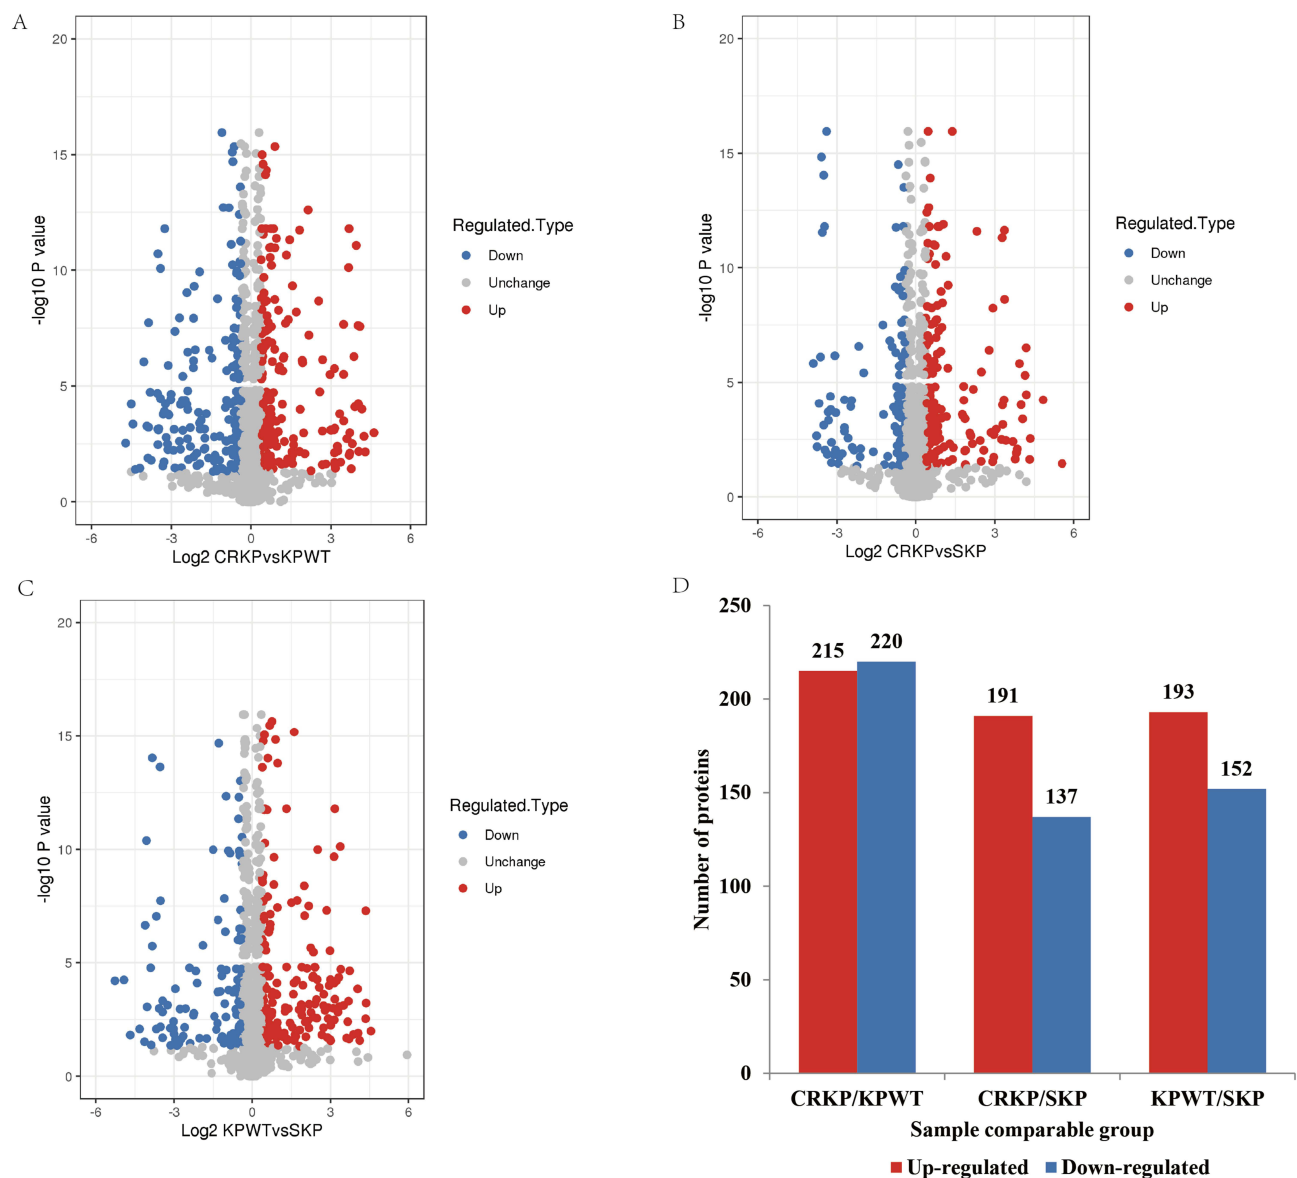 A
20
15
10
5
0
-6
-3
0
3
6
-log10 P value
Log2 CRKPvsKPWT
Regulated.Type
Down
Unchange
Up
B
20
15
10
5
0
-6
-3
0
3
6
-log10 P value
Log2 CRKPvsSKP
Regulated.Type
Down
Unchange
Up
C
20
15
10
5
0
-6
-3
0
3
6
-log10 P value
Log2 KPWTvsSKP
Regulated.Type
Down
Unchange
Up
D
250
200
150
100
50
0
Number of proteins
215
220
191
137
193
152
CRKP/KPWT
CRKP/SKP
KPWT/SKP
Sample comparable group
Up-regulated
Down-regulated